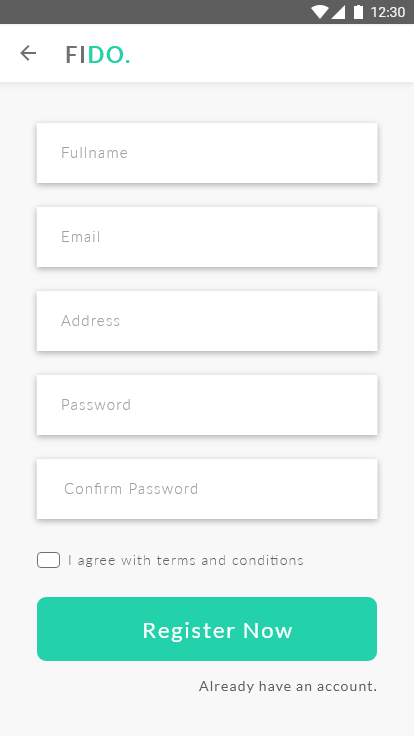 12:30
FIDO.
Fullname
Email
Address
Password
Confirm Password
I agree with terms and conditions
Register Now
Already have an account.